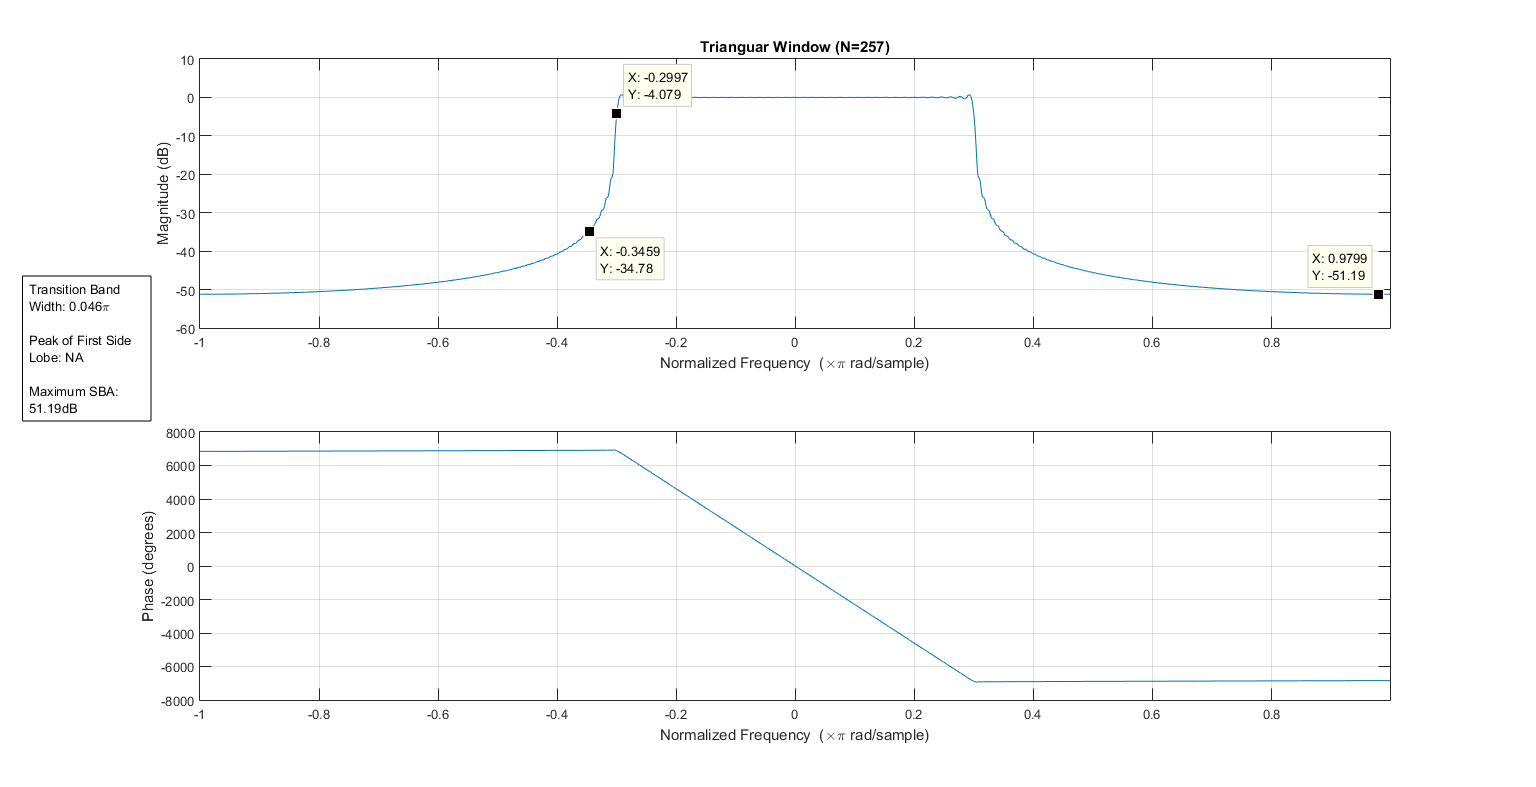 Trianguar Window (N=257)
10
0
-10
-20
-30
-40
-50
-60
Magnitude (dB)
X: -0.2997
Y: -4.079
X: -0.3459
Y: -34.78
X: 0.9799
Y: -51.19
-1
-0.8
-0.6
-0.4
-0.2
0
0.2
0.4
0.6
0.8
Normalized Frequency (×π rad/sample)
Transition Band
Width: 0.046π
Peak of First Side
Lobe: NA
Maximum SBA:
51.19dB
8000
6000
4000
2000
0
-2000
-4000
-6000
-8000
Phase (degrees)
-1
-0.8
-0.6
-0.4
-0.2
0
0.2
0.4
0.6
0.8
Normalized Frequency (×π rad/sample)